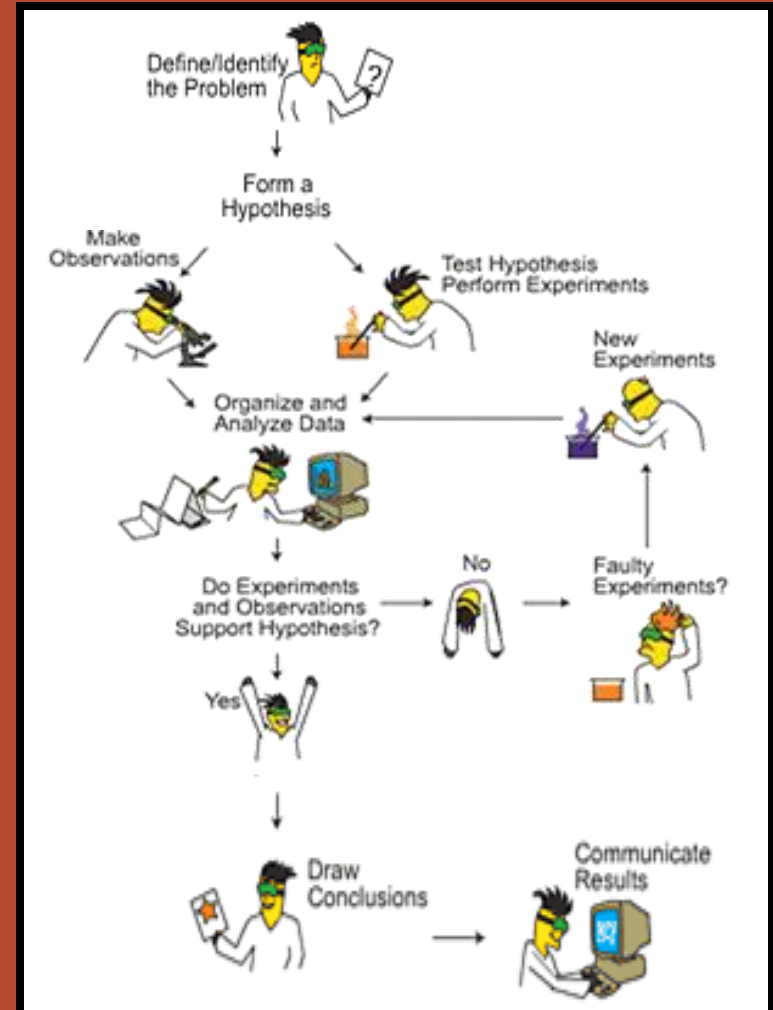 Define/Identify
the Problem
?
Form a
Hypothesis
Make
Observations
Test Hypothesis
Perform Experiments
New
Experiments
Organize and
Analyze Data
Do Experiments
and Observations
Support Hypothesis?
No
Faulty
Experiments?
Yes
Draw
Conclusions
Communicate
Results